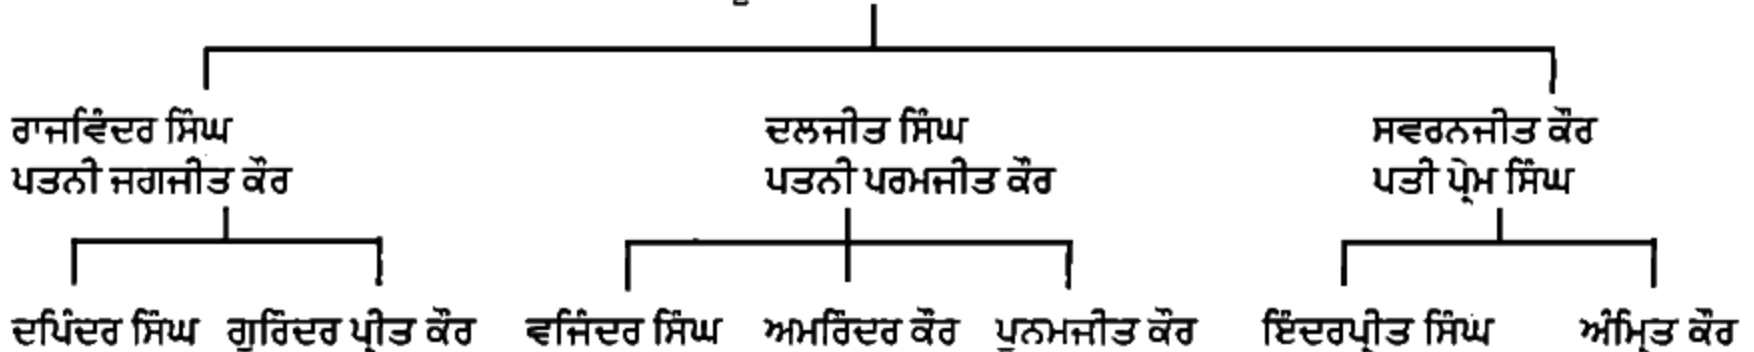 ਰਾਜਵਿੰਦਰ ਸਿੰਘ ਦਲਜੀਤ ਸਿੰਘ ਸਵਰਨਜੀਤ ਕੌਰ
ਪਤਨੀ ਜਗਜੀਤ ਕੌਰ ਪਤਨੀ ਪਰਮਜੀਤ ਕੌਰ ਪਤੀ ਪ੍ਰੇਮ ਸਿੰਘ
ਦਪਿੰਦਰ ਸਿੰਘ ਗੁਰਿੰਦਰ ਪ੍ਰੀਤ ਕੌਰ ਵਜਿੰਦਰ ਸਿੰਘ ਅਮਰਿੰਦਰ ਕੌਰ ਪੂਨਮਜੀਤ ਕੌਰ ਇੰਦਰਪ੍ਰੀਤ ਸਿੰਘ ਅੰਮ੍ਰਿਤ ਕੌਰ